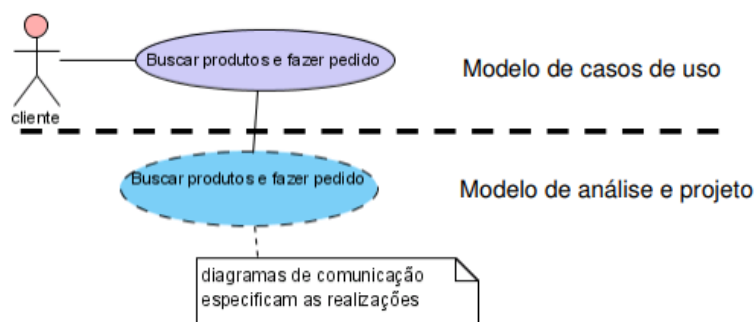 Buscar produtos e fazer pedido
Modelo de casos de uso
cliente
Buscar produtos e fazer pedido
Modelo de análise e projeto
diagramas de comunicação
especificam as realizações